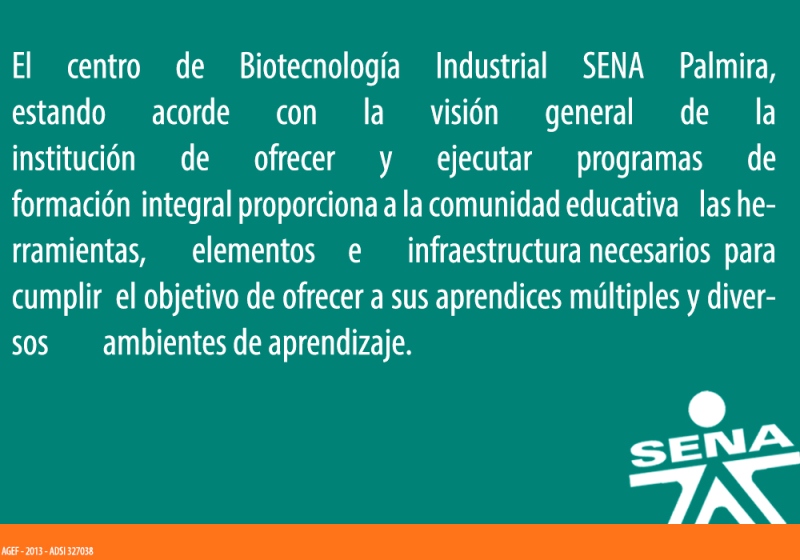 El centro de Biotecnología Industrial SENA Palmira,
estando acorde con la visión general de la
institución de ofrecer y ejecutar programas de
formación integral proporciona a la comunidad educativa las he-
rramientas, elementos e infraestructura necesarios para
cumplir el objetivo de ofrecer a sus aprendices múltiples y diver-
sos ambientes de aprendizaje.
SENA
AGEF - 2013 - ADSI 327038